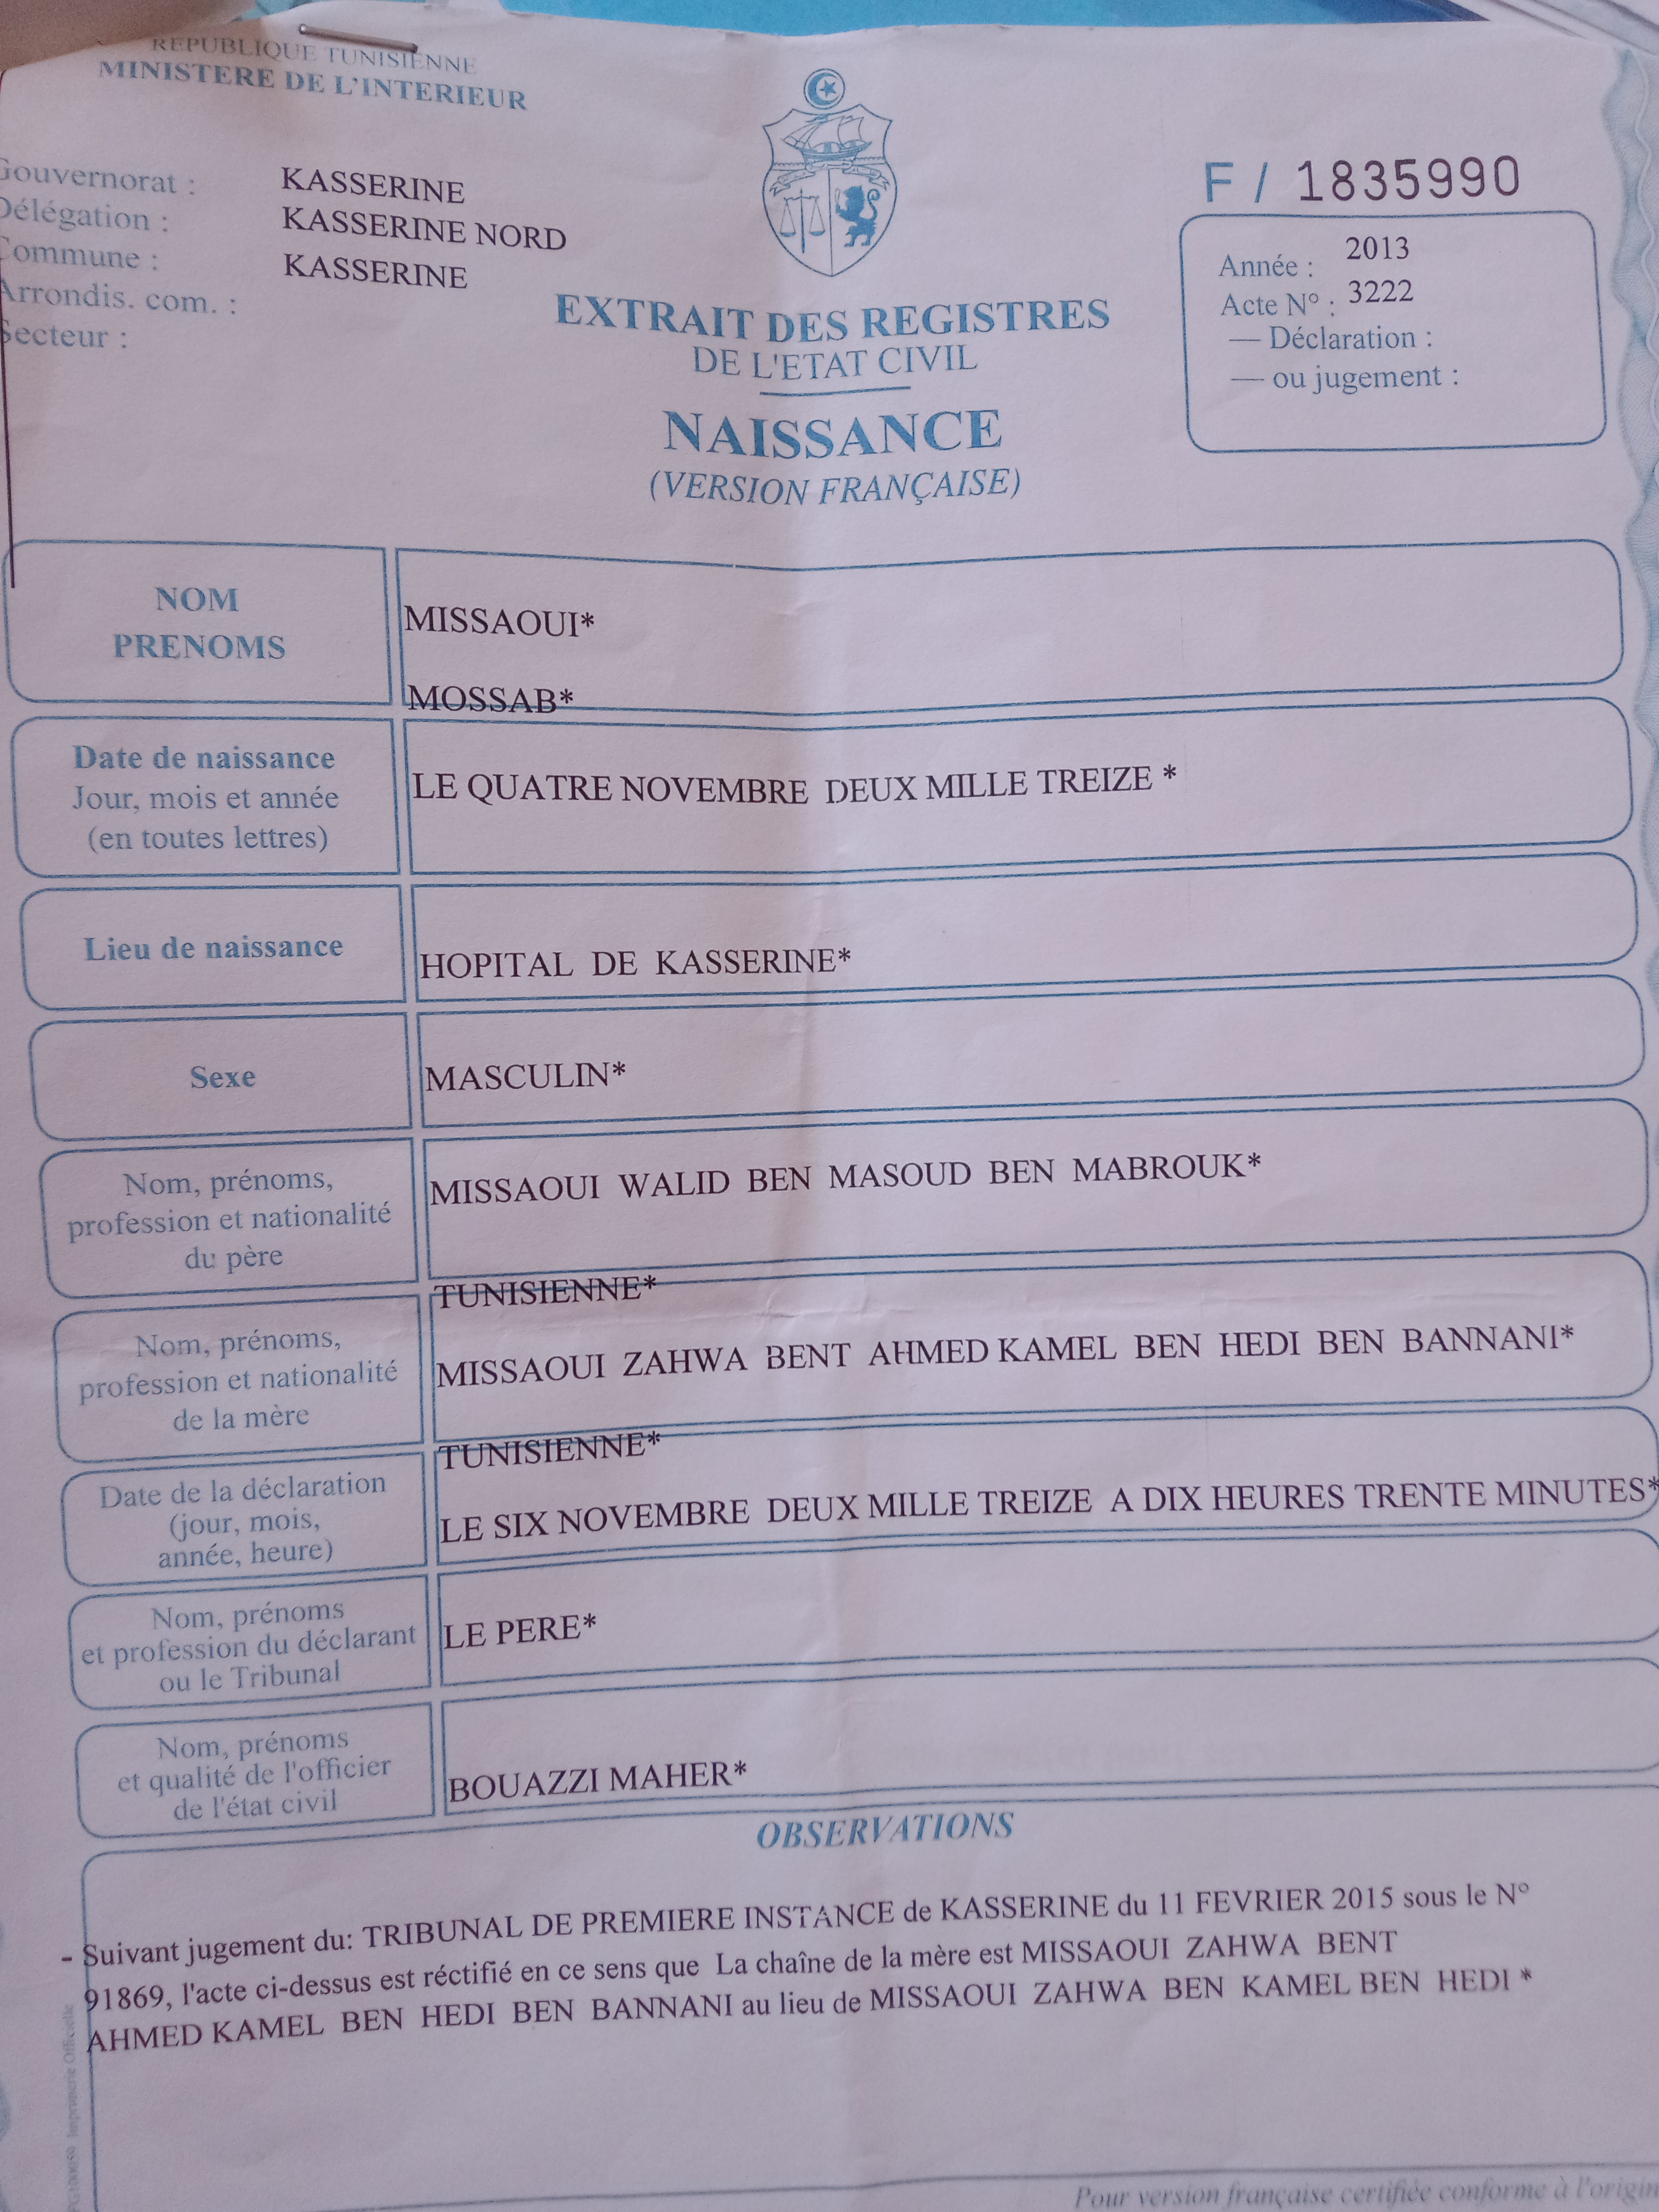 REPUBLIQUE TUNISIENNE
MINISTERE DE L'INTERIEUR
Gouvernorat : KASSERINE
Délégation : KASSERINE NORD
Commune : KASSERINE
Arrondis. com. :
Secteur :
F / 1835990
Année : 2013
Acte N° : 3222
— Déclaration :
— ou jugement :
EXTRAIT DES REGISTRES
DE L'ETAT CIVIL
NAISSANCE
(VERSION FRANÇAISE)
NOM
PRENOMS
MISSAOUI*
MOSSAB*
Date de naissance
Jour, mois et année
(en toutes lettres)
LE QUATRE NOVEMBRE DEUX MILLE TREIZE *
Lieu de naissance
HOPITAL DE KASSERINE*
Sexe
MASCULIN*
Nom, prénoms,
profession et nationalité
du père
MISSAOUI WALID BEN MASOUD BEN MABROUK*
TUNISIENNE*
Nom, prénoms,
profession et nationalité
de la mère
MISSAOUI ZAHWA BENT AHMED KAMEL BEN HEDI BEN BANNANI*
TUNISIENNE*
Date de la déclaration
(jour, mois,
année, heure)
LE SIX NOVEMBRE DEUX MILLE TREIZE A DIX HEURES TRENTE MINUTES*
Nom, prénoms
et profession du déclarant
ou le Tribunal
LE PERE*
Nom, prénoms
et qualité de l'officier
de l'état civil
BOUAZZI MAHER*
OBSERVATIONS
- Suivant jugement du: TRIBUNAL DE PREMIERE INSTANCE de KASSERINE du 11 FEVRIER 2015 sous le N°
91869, l'acte ci-dessus est réctifié en ce sens que La chaîne de la mère est MISSAOUI ZAHWA BENT
AHMED KAMEL BEN HEDI BEN BANNANI au lieu de MISSAOUI ZAHWA BEN KAMEL BEN HEDI *
Imprimerie Officielle
Pour version française certifiée conforme à l'origin